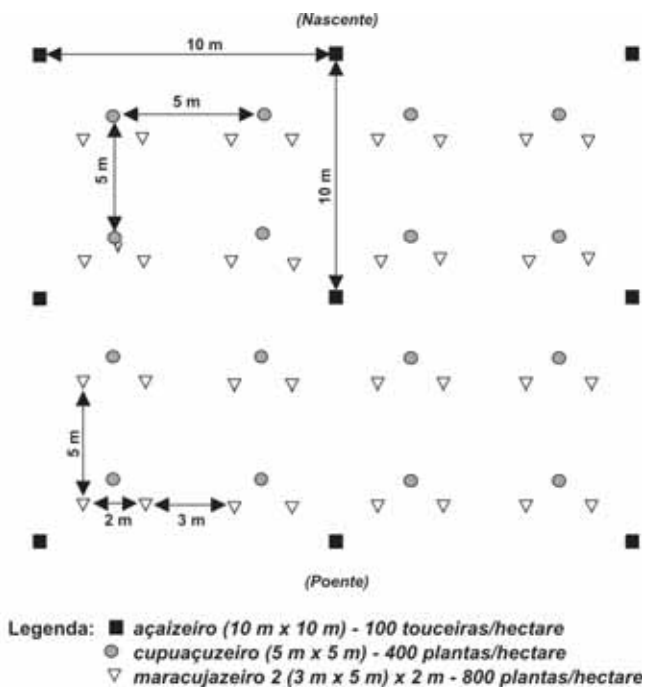 (Nascente)
10 m
5 m
5 m
10 m
5 m
2 m
3 m
(Poente)
Legenda: açaizeiro (10 m x 10 m) - 100 touceiras/hectare
cupuaçuzeiro (5 m x 5 m) - 400 plantas/hectare
maracujazeiro 2 (3 m x 5 m) x 2 m - 800 plantas/hectare